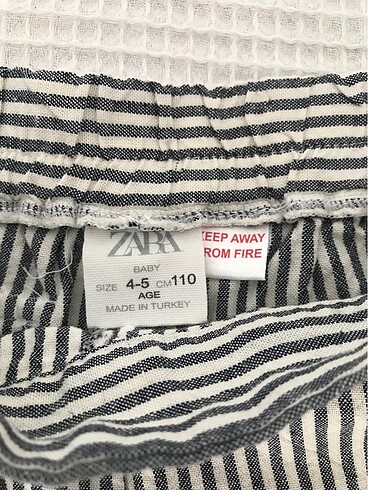 ZARA
BABY
SIZE 4-5 CM 110
AGE
MADE IN TURKEY
KEEP AWAY
FROM FIRE